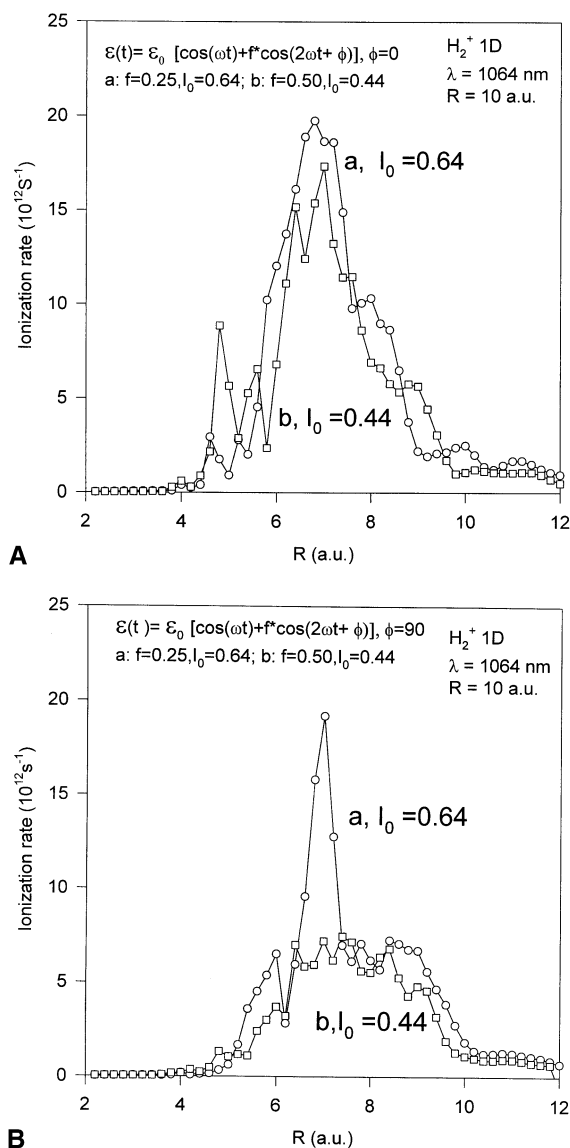 A
ε(t)= ε₀ [cos(ωt)+f*cos(2ωt+ ϕ)], ϕ=0
a: f=0.25,I₀=0.64; b: f=0.50,I₀=0.44
H₂⁺ 1D
λ = 1064 nm
R = 10 a.u.
25
20
15
10
5
0
Ionization rate (10¹²S⁻¹)
a, I₀ =0.64
b, I₀ =0.44
2
4
6
8
10
12
R (a.u.)
B
ε(t )= ε₀ [cos(ωt)+f*cos(2ωt+ ϕ)], ϕ=90
a: f=0.25,I₀=0.64; b: f=0.50,I₀=0.44
H₂⁺ 1D
λ = 1064 nm
R = 10 a.u.
25
20
15
10
5
0
Ionization rate (10¹²s⁻¹)
a, I₀ =0.64
b,I₀ =0.44
2
4
6
8
10
12
R (a.u.)